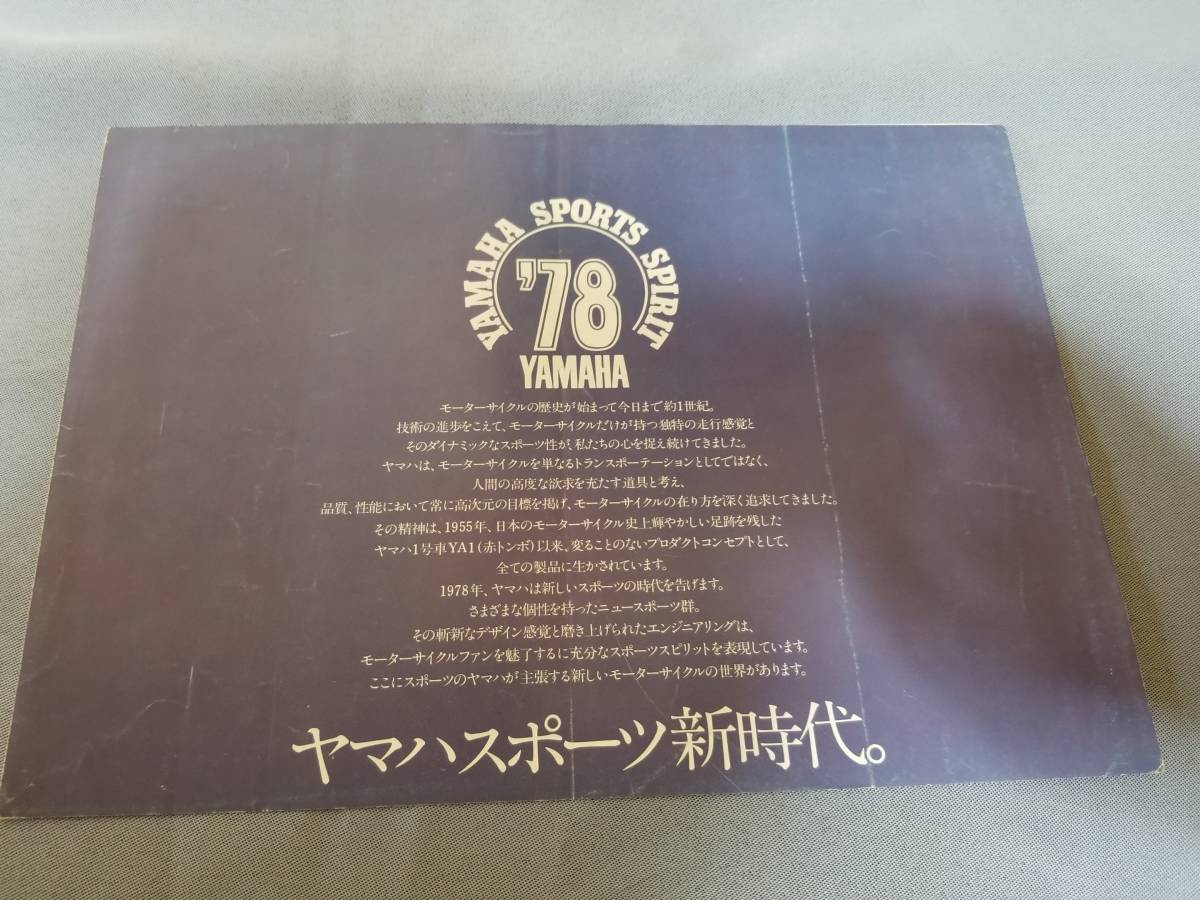 YAMAHA SPORTS SPIRIT
'78
YAMAHA
モーターサイクルの歴史が始まって今日まで約1世紀。
技術の進歩をこえて、モーターサイクルだけが持つ独特の走行感覚と
そのダイナミックなスポーツ性が、私たちの心を捉え続けてきました。
ヤマハは、モーターサイクルを単なるトランスポーテーションとしてではなく、
人間の高度な欲求を充たす道具と考え、
品質、性能において常に高次元の目標を掲げ、モーターサイクルの在り方を深く追求してきました。
その精神は、1955年、日本のモーターサイクル史上輝やかしい足跡を残した
ヤマハ1号車YA1(赤トンボ)以来、変ることのないプロダクトコンセプトとして、
全ての製品に生かされています。
1978年、ヤマハは新しいスポーツの時代を告げます。
さまざまな個性を持ったニュースポーツ群。
その斬新なデザイン感覚と磨き上げられたエンジニアリングは、
モーターサイクルファンを魅了するに充分なスポーツスピリットを表現しています。
ここにスポーツのヤマハが主張する新しいモーターサイクルの世界があります。
ヤマハスポーツ新時代。